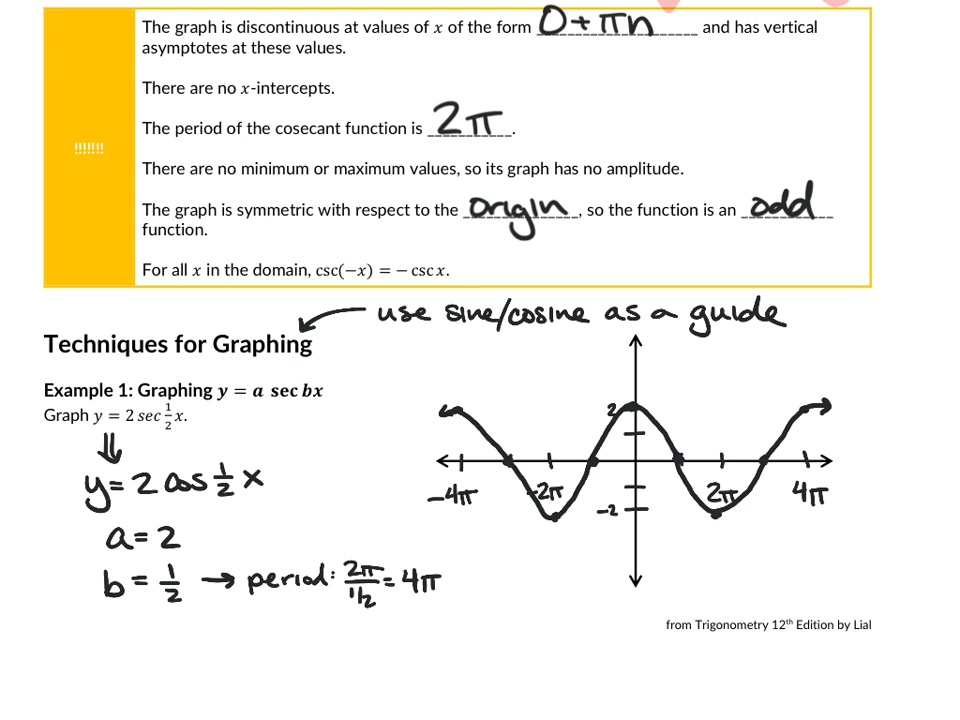 The graph is discontinuous at values of x of the form 0+πn and has vertical
asymptotes at these values.
There are no x-intercepts.
The period of the cosecant function is 2π.
!!!!!!!
There are no minimum or maximum values, so its graph has no amplitude.
The graph is symmetric with respect to the origin, so the function is an odd
function.
For all x in the domain, csc(−x) = − csc x.
use sine/cosine as a guide
Techniques for Graphing
Example 1: Graphing y = a sec bx
Graph y = 2 sec 1/2 x.
y = 2 cos 1/2 x
a = 2
b = 1/2 → period: 2π/1/2 = 4π
2
-4π -2π 2π 4π
-2
from Trigonometry 12th Edition by Lial